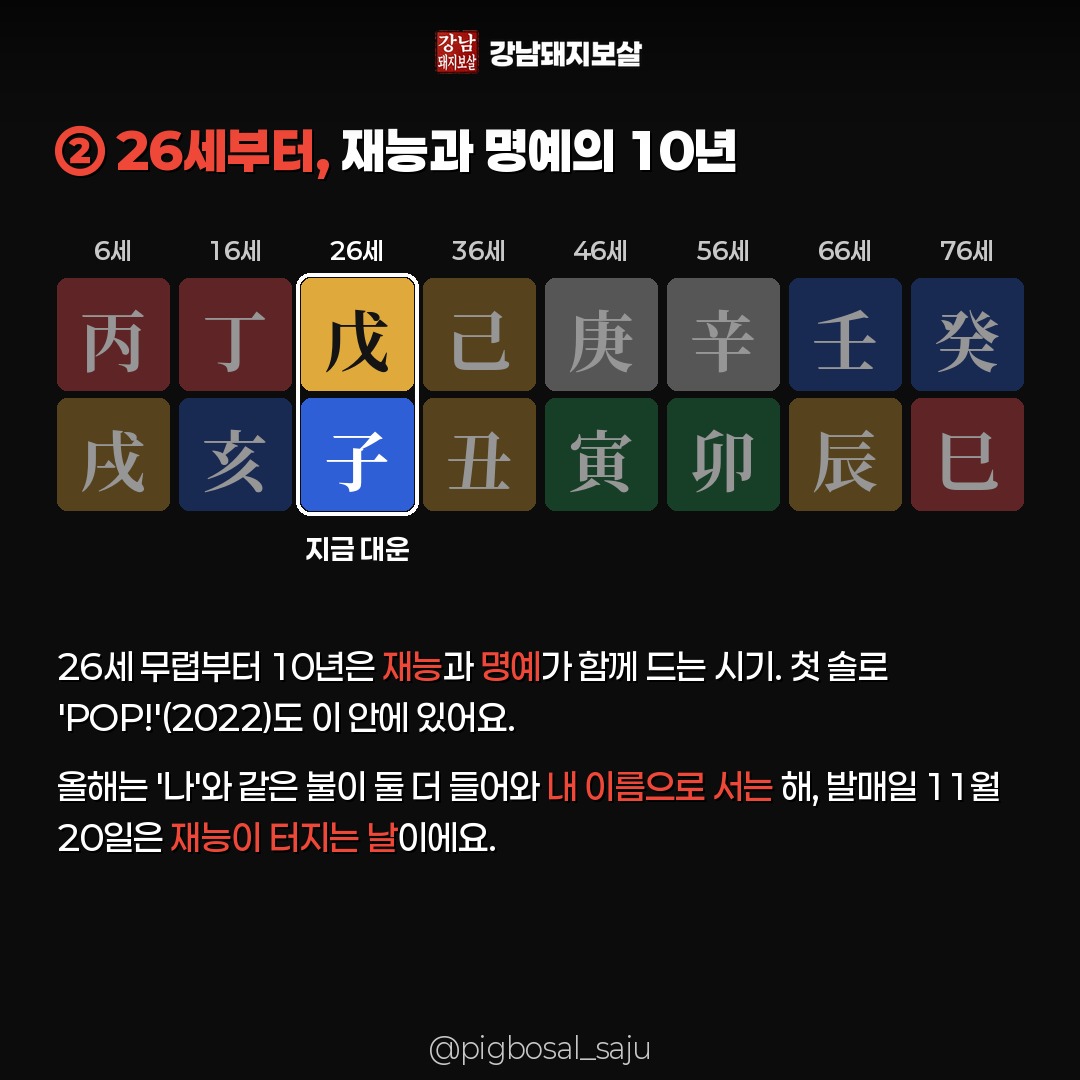 강남
돼지보살
강남돼지보살
② 26세부터, 재능과 명예의 10년
6세 16세 26세 36세 46세 56세 66세 76세
丙 丁 戊 己 庚 辛 壬 癸
戌 亥 子 丑 寅 卯 辰 巳
지금 대운
26세 무렵부터 10년은 재능과 명예가 함께 드는 시기. 첫 솔로
'POP!'(2022)도 이 안에 있어요.
올해는 '나'와 같은 불이 둘 더 들어와 내 이름으로 서는 해, 발매일 11월
20일은 재능이 터지는 날이에요.
@pigbosal_saju